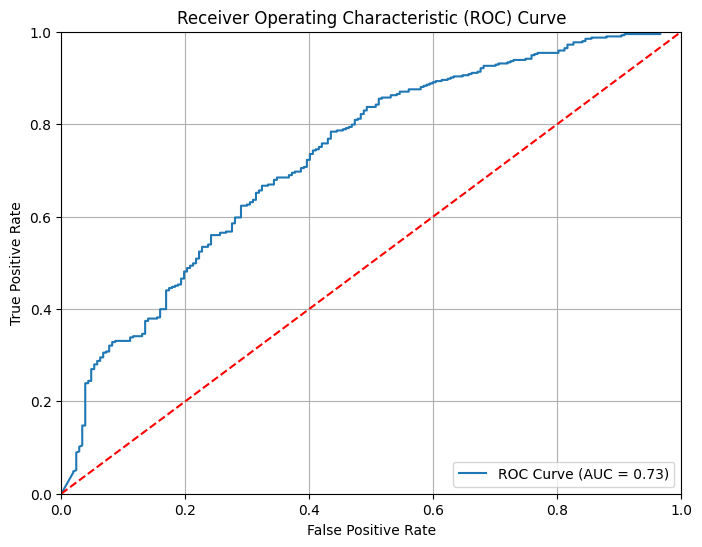 Receiver Operating Characteristic (ROC) Curve
1.0
0.8
0.6
0.4
0.2
0.0
True Positive Rate
ROC Curve (AUC = 0.73)
0.0 0.2 0.4 0.6 0.8 1.0
False Positive Rate